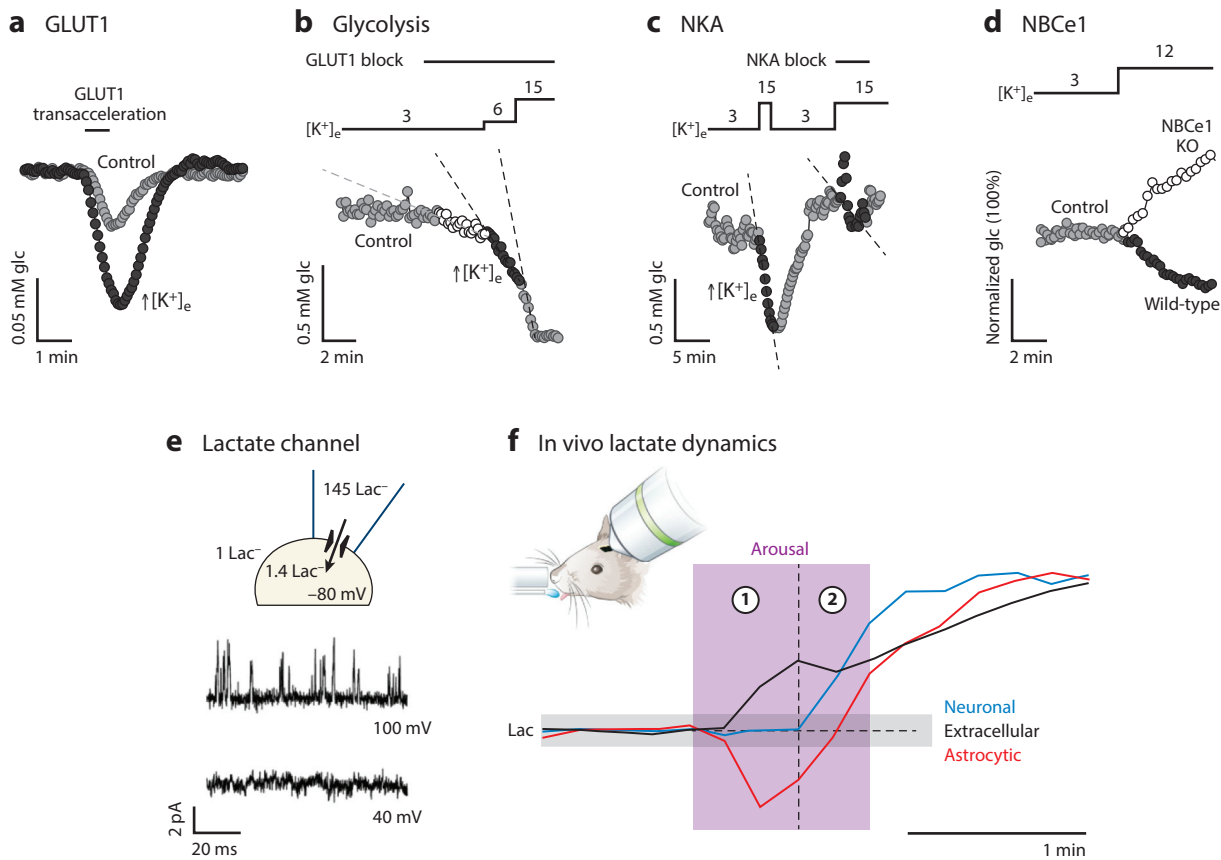 a GLUT1
GLUT1
transacceleration
Control
↑[K⁺]ₑ
0.05 mM glc
1 min
b Glycolysis
GLUT1 block
15
6
3
[K⁺]ₑ
Control
↑[K⁺]ₑ
0.5 mM glc
2 min
c NKA
NKA block
15
15
3
3
[K⁺]ₑ
Control
↑[K⁺]ₑ
0.5 mM glc
5 min
d NBCe1
12
3
[K⁺]ₑ
NBCe1
KO
Control
Wild-type
Normalized glc (100%)
2 min
e Lactate channel
145 Lac⁻
1 Lac⁻
1.4 Lac⁻
−80 mV
100 mV
40 mV
2 pA
20 ms
f In vivo lactate dynamics
Arousal
1
2
Lac
Neuronal
Extracellular
Astrocytic
1 min